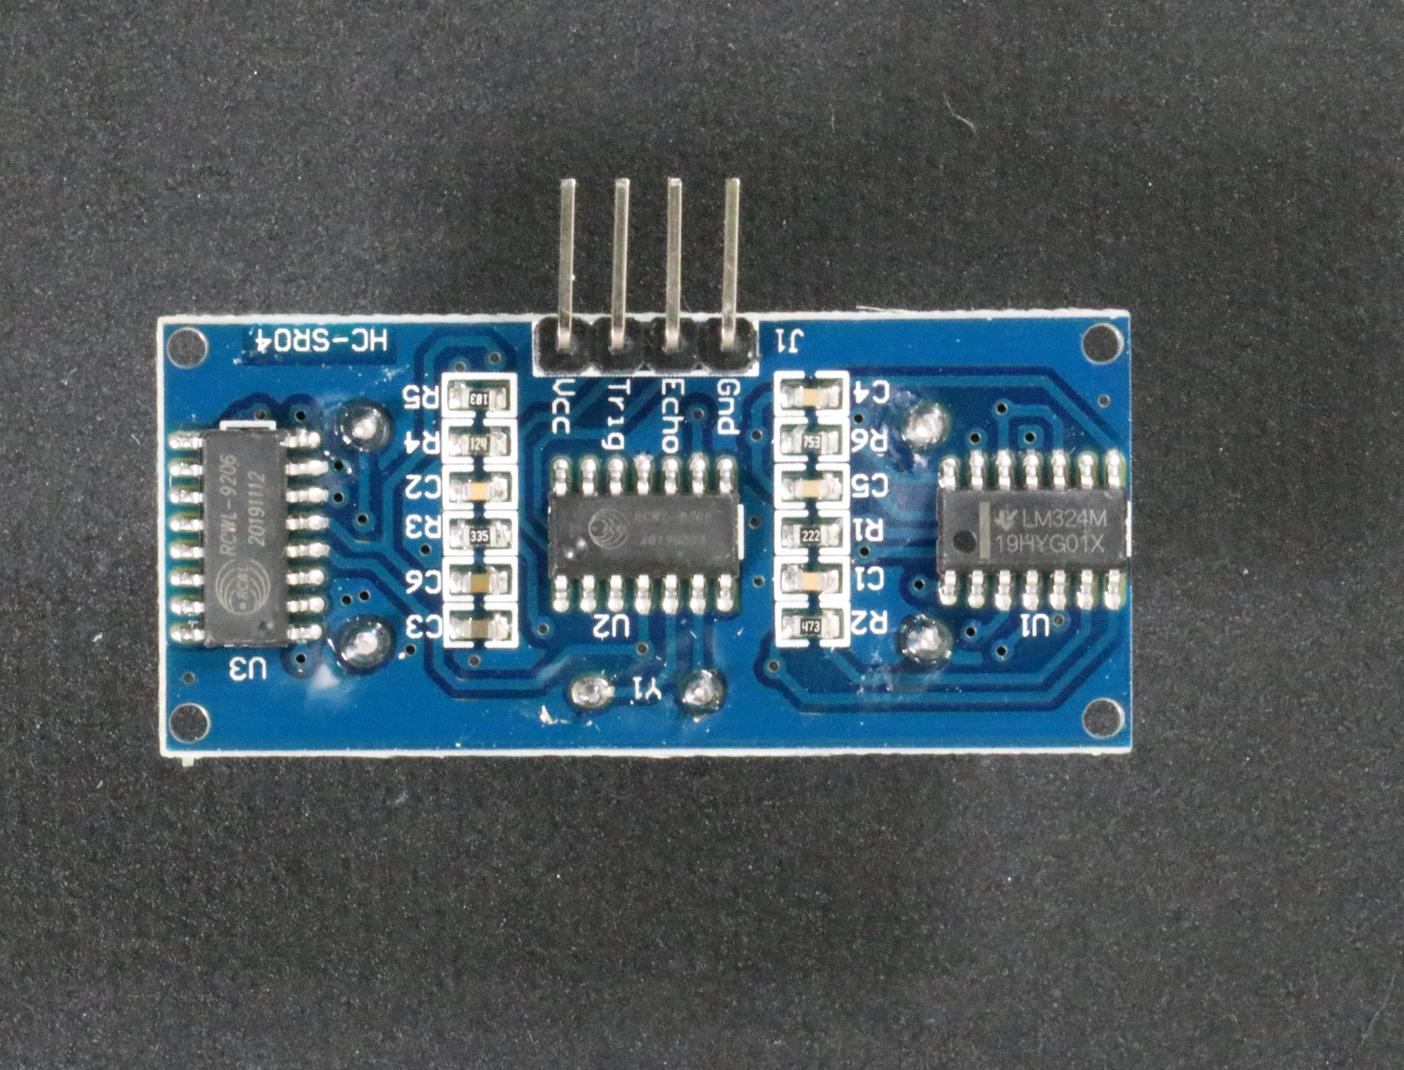 HC-SR04
J1
Vcc
Trig
Echo
Gnd
R5
183
R4
124
C2
R3
335
C6
C3
C4
R6
753
C5
R1
222
C1
R2
473
RCWL-9206
20191112
RCWL
U3
U2
LM324M
19HYG01X
U1
Y1